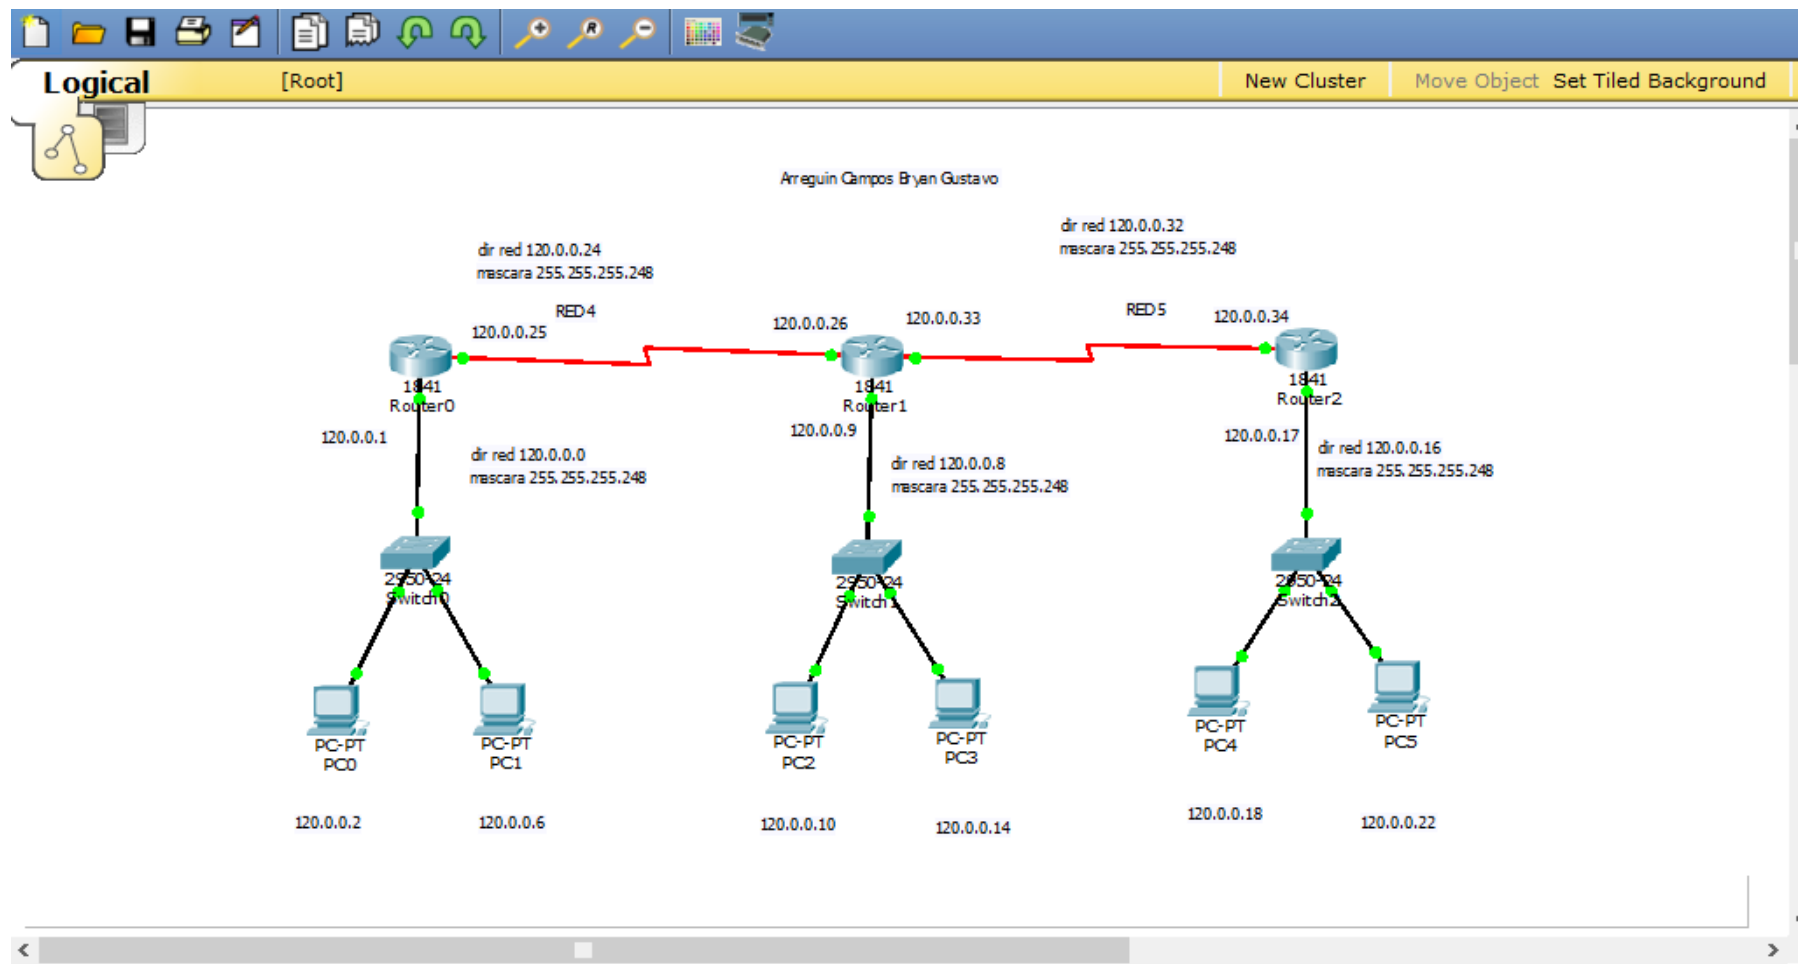 Logical
[Root]
New Cluster
Move Object
Set Tiled Background
Arreguin Campos Bryan Gustavo
dir red 120.0.0.24
mascara 255.255.255.248
dir red 120.0.0.32
mascara 255.255.255.248
RED4
RED5
120.0.0.25
120.0.0.26
120.0.0.33
120.0.0.34
1841
Router0
1841
Router1
1841
Router2
120.0.0.1
dir red 120.0.0.0
mascara 255.255.255.248
120.0.0.9
dir red 120.0.0.8
mascara 255.255.255.248
120.0.0.17
dir red 120.0.0.16
mascara 255.255.255.248
2950-24
Switch0
2950-24
Switch1
2950-24
Switch2
PC-PT
PC0
PC-PT
PC1
PC-PT
PC2
PC-PT
PC3
PC-PT
PC4
PC-PT
PC5
120.0.0.2
120.0.0.6
120.0.0.10
120.0.0.14
120.0.0.18
120.0.0.22